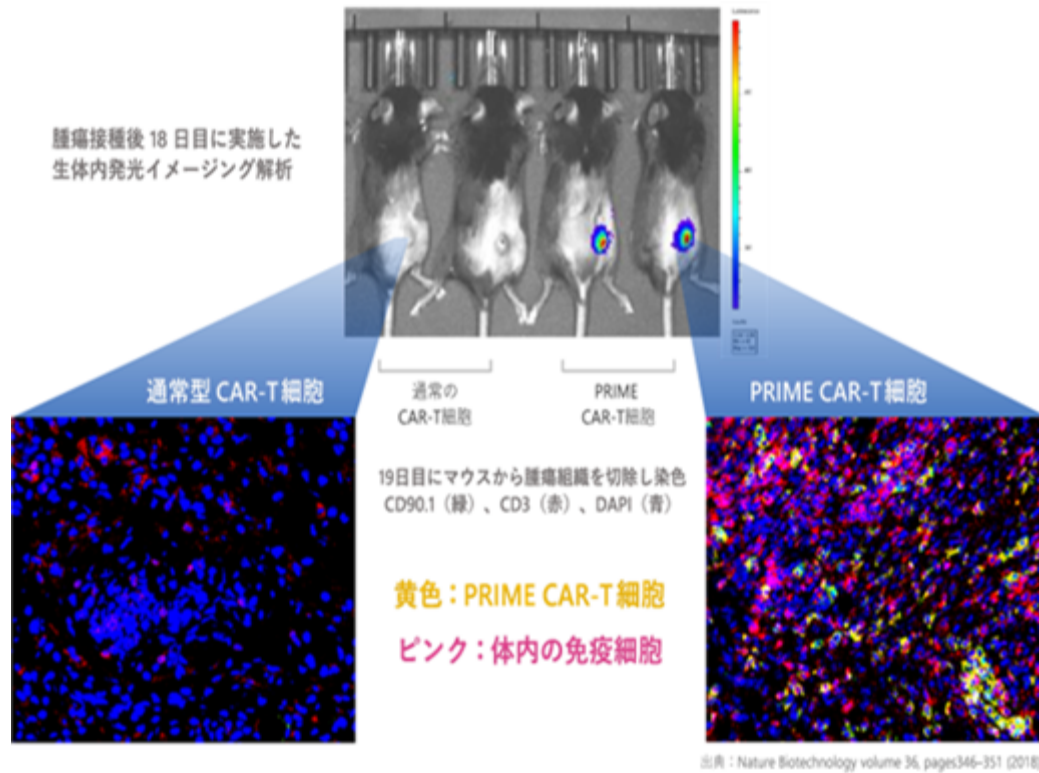 腫瘍接種後 18 日目に実施した
生体内発光イメージング解析
通常型 CAR-T細胞
通常の
CAR-T細胞
PRIME
CAR-T細胞
PRIME CAR-T細胞
19日目にマウスから腫瘍組織を切除し染色
CD90.1（緑）、CD3（赤）、DAPI（青）
黄色：PRIME CAR-T細胞
ピンク：体内の免疫細胞
出典：Nature Biotechnology volume 36, pages346–351 (2018)